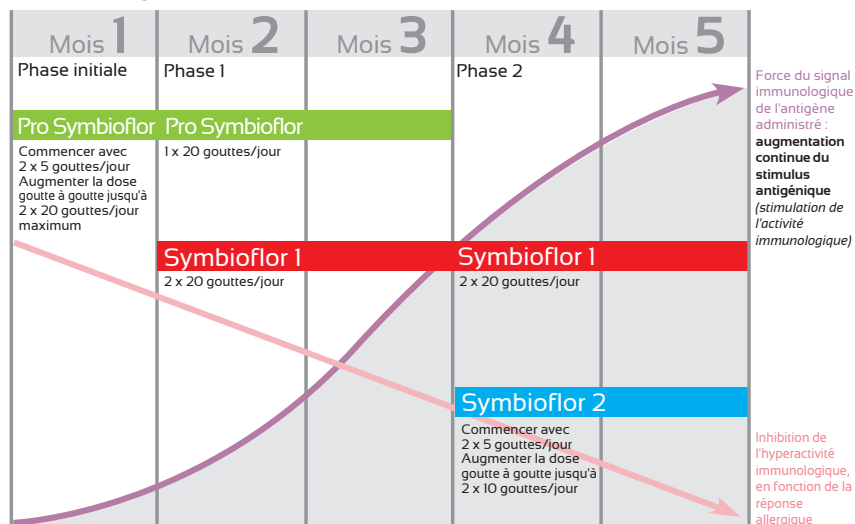 Mois 1
Mois 2
Mois 3
Mois 4
Mois 5
Phase initiale
Phase 1
Phase 2
Pro Symbioflor
Pro Symbioflor
Commencer avec
2 x 5 gouttes/jour
Augmenter la dose
goutte à goutte jusqu'à
2 x 20 gouttes/jour
maximum
1 x 20 gouttes/jour
Symbioflor 1
Symbioflor 1
2 x 20 gouttes/jour
2 x 20 gouttes/jour
Symbioflor 2
Commencer avec
2 x 5 gouttes/jour
Augmenter la dose
goutte à goutte jusqu'à
2 x 10 gouttes/jour
Force du signal
immunologique
de l'antigène
administré :
augmentation
continue du
stimulus
antigénique
(stimulation de
l'activité
immunologique)
Inhibition de
l'hyperactivité
immunologique,
en fonction de la
réponse
allergique